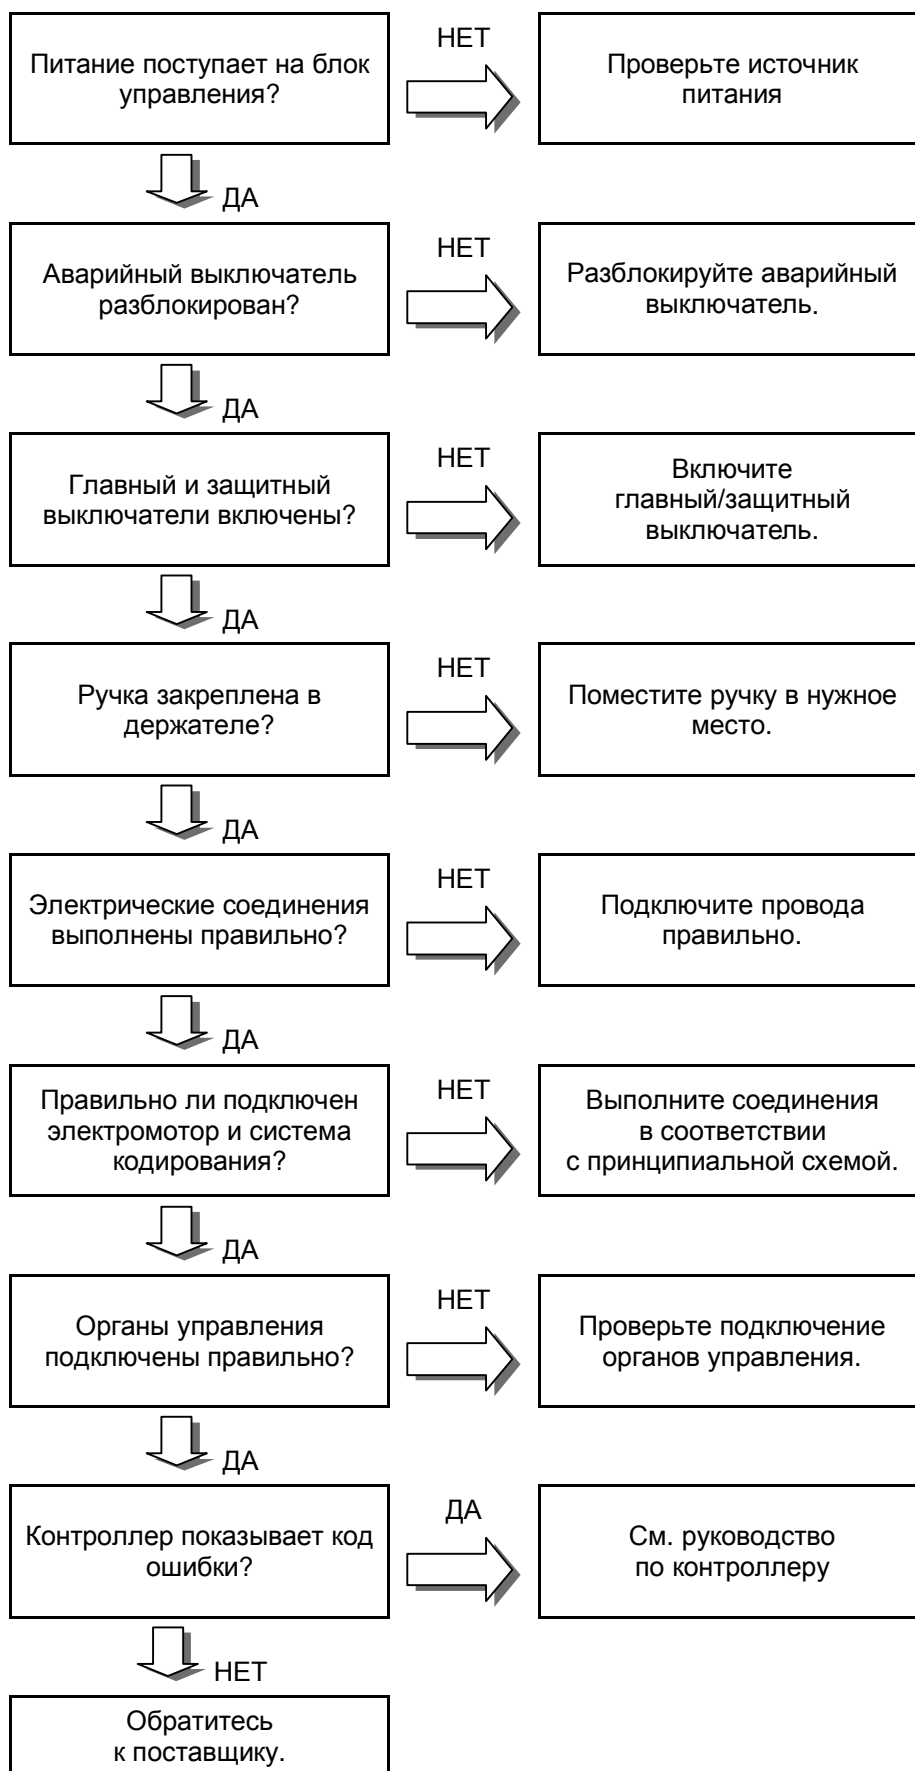 НЕТ
Питание поступает на блок
управления?
Проверьте источник
питания
ДА
НЕТ
Аварийный выключатель
разблокирован?
Разблокируйте аварийный
выключатель.
ДА
НЕТ
Главный и защитный
выключатели включены?
Включите
главный/защитный
выключатель.
ДА
НЕТ
Ручка закреплена в
держателе?
Поместите ручку в нужное
место.
ДА
НЕТ
Электрические соединения
выполнены правильно?
Подключите провода
правильно.
ДА
НЕТ
Правильно ли подключен
электромотор и система
кодирования?
Выполните соединения
в соответствии
с принципиальной схемой.
ДА
НЕТ
Органы управления
подключены правильно?
Проверьте подключение
органов управления.
ДА
ДА
Контроллер показывает код
ошибки?
См. руководство
по контроллеру
НЕТ
Обратитесь
к поставщику.